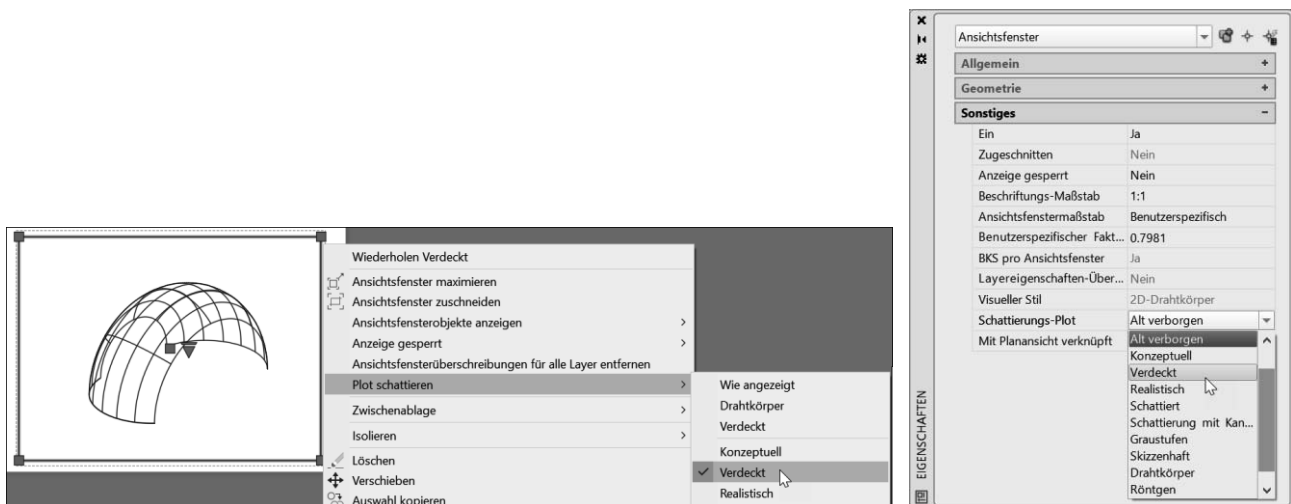 Wiederholen Verdeckt
Ansichtsfenster maximieren
Ansichtsfenster zuschneiden
Ansichtsfensterobjekte anzeigen
Anzeige gesperrt
Ansichtsfensterüberschreibungen für alle Layer entfernen
Plot schattieren
Zwischenablage
Isolieren
Löschen
Verschieben
Auswahl kopieren
Wie angezeigt
Drahtkörper
Verdeckt
Konzeptuell
Verdeckt
Realistisch
Ansichtsfenster
Allgemein
Geometrie
Sonstiges
Ein Ja
Zugeschnitten Nein
Anzeige gesperrt Nein
Beschriftungs-Maßstab 1:1
Ansichtsfenstermaßstab Benutzerspezifisch
Benutzerspezifischer Fakt... 0.7981
BKS pro Ansichtsfenster Ja
Layereigenschaften-Über... Nein
Visueller Stil 2D-Drahtkörper
Schattierungs-Plot Alt verborgen
Mit Planansicht verknüpft Alt verborgen
Konzeptuell
Verdeckt
Realistisch
Schattiert
Schattierung mit Kan...
Graustufen
Skizzenhaft
Drahtkörper
Röntgen
EIGENSCHAFTEN